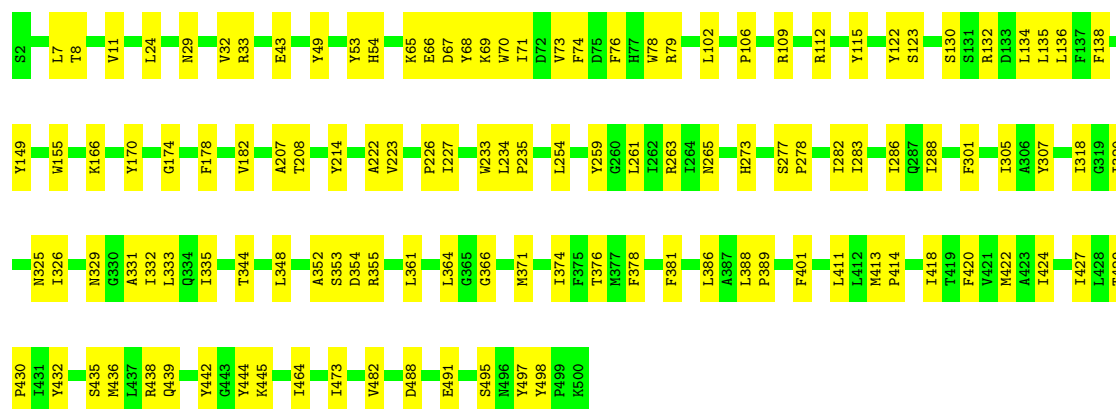 S2 L7 T8 V11 L24 N29 V32 R33 E43 Y49 Y53 H54 K65 E66 D67 Y68 K69 W70 I71 D72 V73 F74 D75 F76 H77 W78 R79 L102 P106 R109 R112 Y115 Y122 S123 S130 S131 R132 D133 L134 L135 L136 F137 F138
Y149 W155 K166 Y170 G174 F178 V182 A207 T208 Y214 A222 V223 P226 I227 W233 L234 P235 L254 Y259 G260 L261 I262 R263 I264 N265 H273 S277 P278 I282 I283 I286 Q287 I288 F301 I305 A306 Y307 I318 G319
N325 I326 N329 G330 A331 I332 L333 Q334 I335 T344 L348 A352 S353 D354 R355 L361 L364 G365 G366 M371 I374 F375 T376 M377 F378 F381 L386 A387 L388 P389 F401 L411 L412 M413 P414 I418 T419 F420 V421 M422 A423 I424 I427 L428
P430 I431 Y432 S435 M436 L437 R438 Q439 Y442 G443 Y444 K445 I464 I473 V482 D488 E491 S495 N496 Y497 Y498 P499 K500